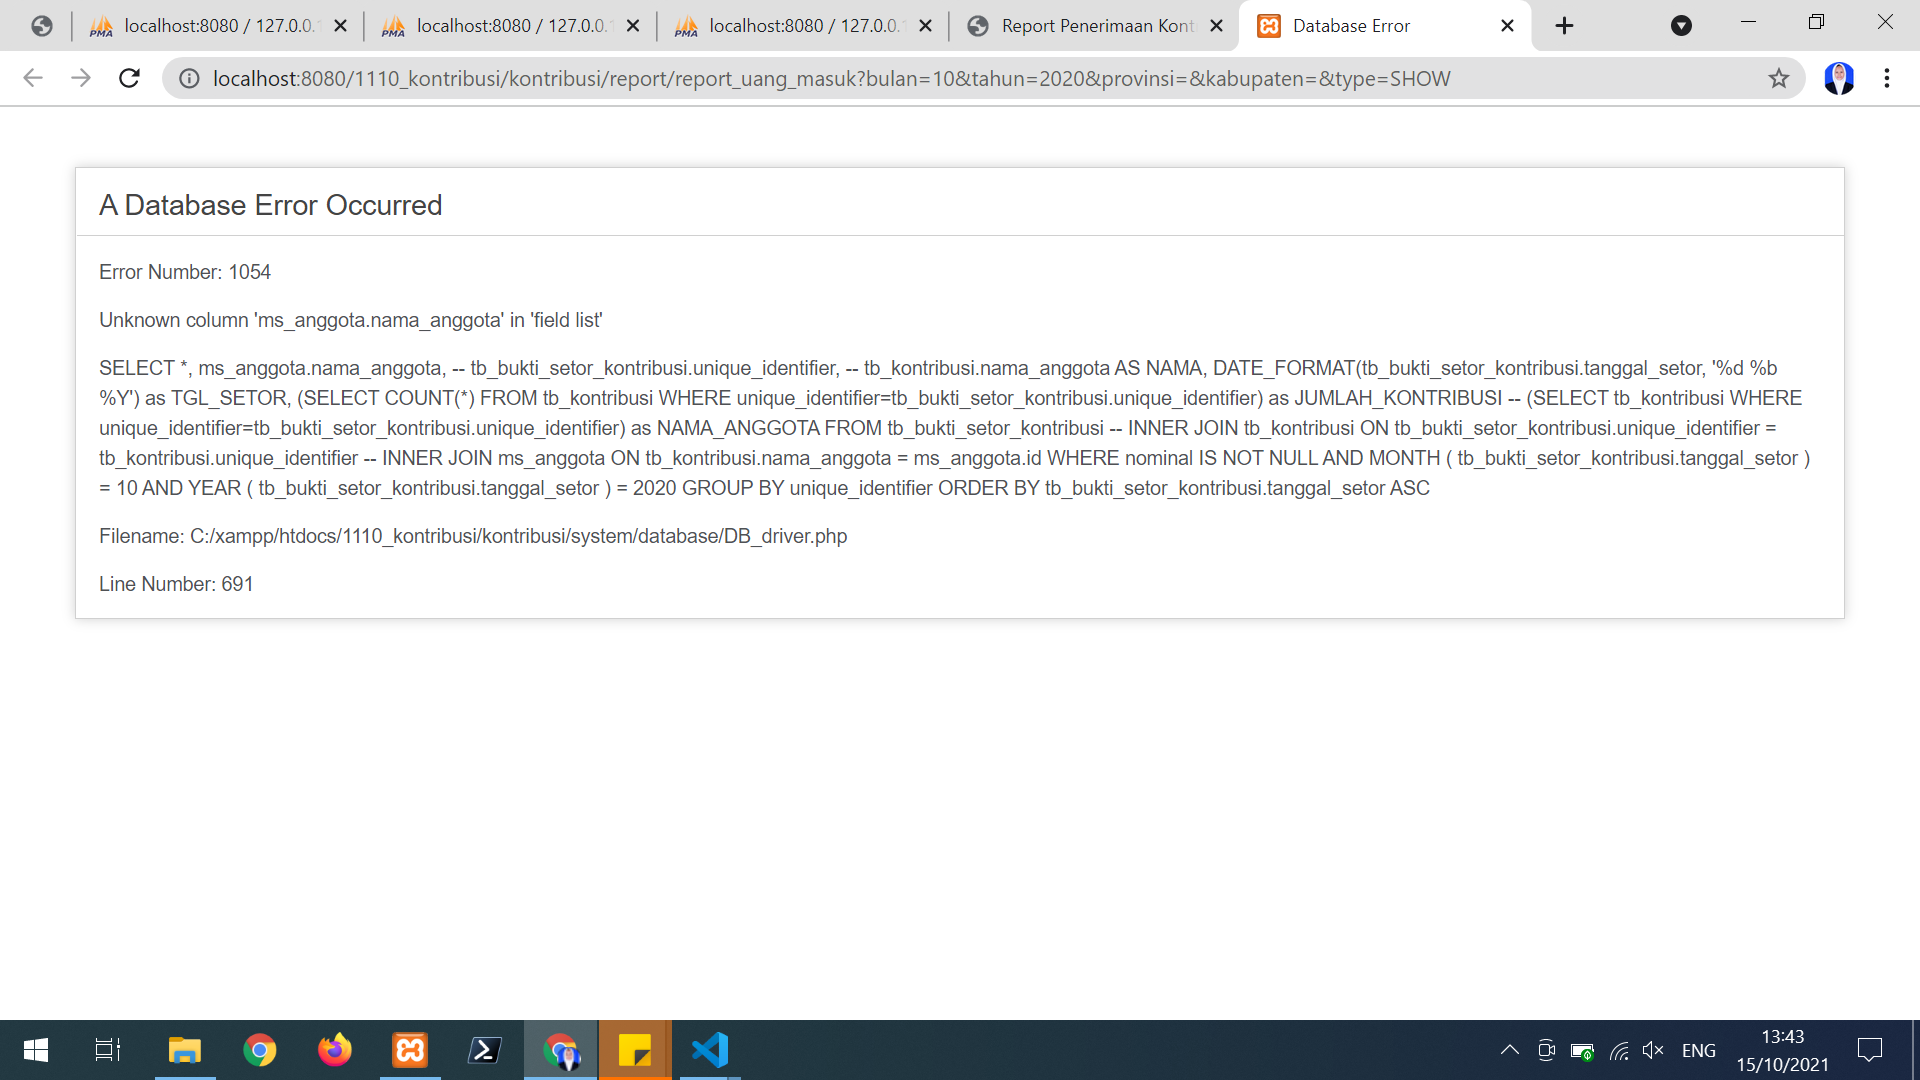 PMA localhost:8080 / 127.0.0.1
PMA localhost:8080 / 127.0.0.1
PMA localhost:8080 / 127.0.0.1
Report Penerimaan Kont
Database Error
localhost:8080/1110_kontribusi/kontribusi/report/report_uang_masuk?bulan=10&tahun=2020&provinsi=&kabupaten=&type=SHOW
A Database Error Occurred
Error Number: 1054
Unknown column 'ms_anggota.nama_anggota' in 'field list'
SELECT *, ms_anggota.nama_anggota, -- tb_bukti_setor_kontribusi.unique_identifier, -- tb_kontribusi.nama_anggota AS NAMA, DATE_FORMAT(tb_bukti_setor_kontribusi.tanggal_setor, '%d %b
%Y') as TGL_SETOR, (SELECT COUNT(*) FROM tb_kontribusi WHERE unique_identifier=tb_bukti_setor_kontribusi.unique_identifier) as JUMLAH_KONTRIBUSI -- (SELECT tb_kontribusi WHERE
unique_identifier=tb_bukti_setor_kontribusi.unique_identifier) as NAMA_ANGGOTA FROM tb_bukti_setor_kontribusi -- INNER JOIN tb_kontribusi ON tb_bukti_setor_kontribusi.unique_identifier =
tb_kontribusi.unique_identifier -- INNER JOIN ms_anggota ON tb_kontribusi.nama_anggota = ms_anggota.id WHERE nominal IS NOT NULL AND MONTH ( tb_bukti_setor_kontribusi.tanggal_setor )
= 10 AND YEAR ( tb_bukti_setor_kontribusi.tanggal_setor ) = 2020 GROUP BY unique_identifier ORDER BY tb_bukti_setor_kontribusi.tanggal_setor ASC
Filename: C:/xampp/htdocs/1110_kontribusi/kontribusi/system/database/DB_driver.php
Line Number: 691
ENG
13:43
15/10/2021